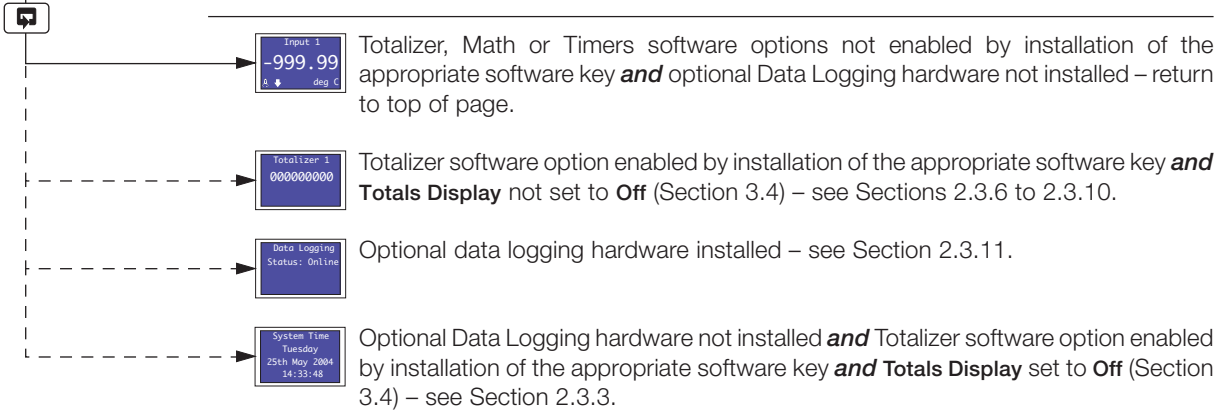 Input 1
-999.99
A deg C
Totalizer, Math or Timers software options not enabled by installation of the
appropriate software key and optional Data Logging hardware not installed – return
to top of page.
Totalizer 1
000000000
Totalizer software option enabled by installation of the appropriate software key and
Totals Display not set to Off (Section 3.4) – see Sections 2.3.6 to 2.3.10.
Data Logging
Status: Online
Optional data logging hardware installed – see Section 2.3.11.
System Time
Tuesday
25th May 2004
14:33:48
Optional Data Logging hardware not installed and Totalizer software option enabled
by installation of the appropriate software key and Totals Display set to Off (Section
3.4) – see Section 2.3.3.